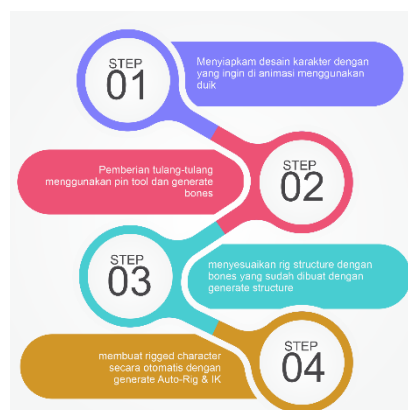 STEP
01
Menyiapkam desain karakter dengan
yang ingin di animasi menggunakan
duik
Pemberian tulang-tulang
menggunakan pin tool dan generate
bones
STEP
02
STEP
03
menyesuaikan rig structure dengan
bones yang sudah dibuat dengan
generate structure
membuat rigged character
secara otomatis dengan
generate Auto-Rig & IK
STEP
04